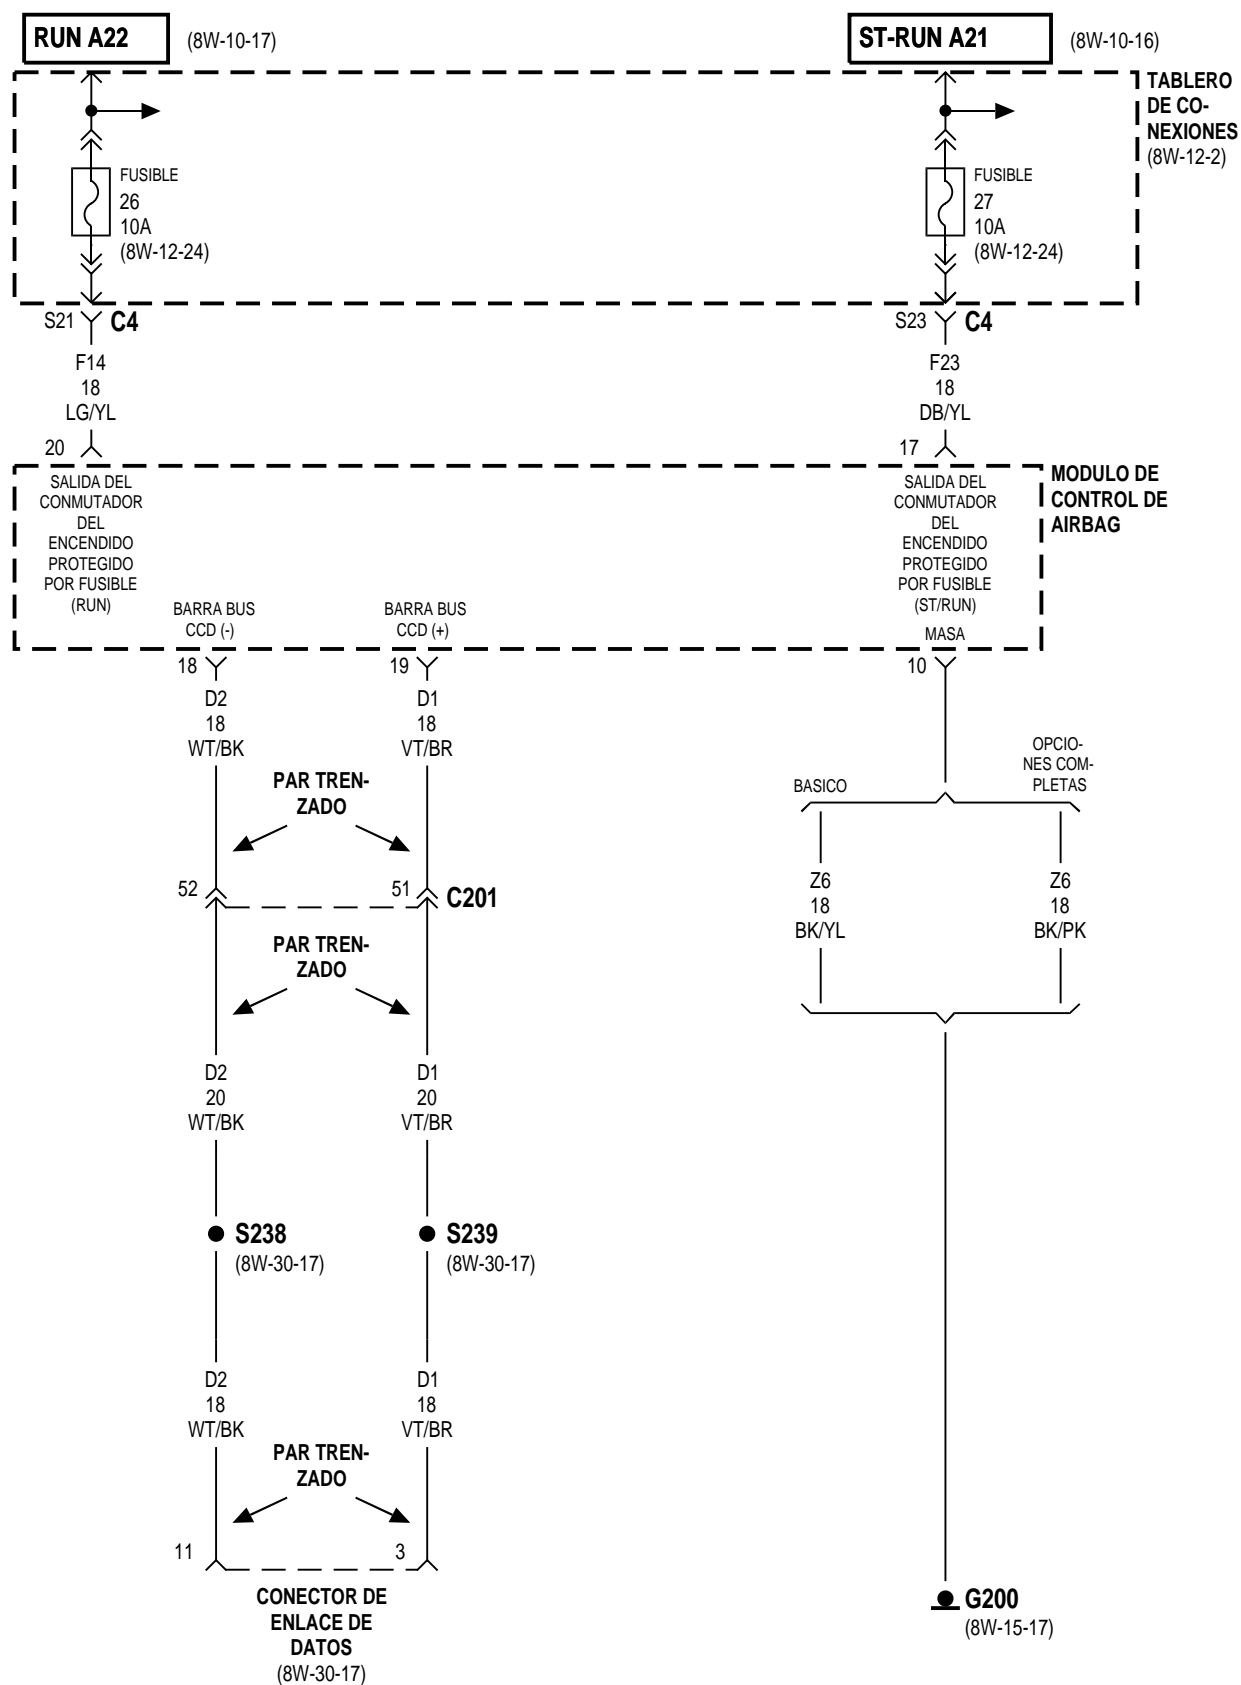 RUN A22
(8W-10-17)
ST-RUN A21
(8W-10-16)
TABLERO
DE CO-
NEXIONES
(8W-12-2)
FUSIBLE
26
10A
(8W-12-24)
FUSIBLE
27
10A
(8W-12-24)
S21
C4
S23
C4
F14
18
LG/YL
F23
18
DB/YL
20
17
MODULO DE
CONTROL DE
AIRBAG
SALIDA DEL
CONMUTADOR
DEL
ENCENDIDO
PROTEGIDO
POR FUSIBLE
(RUN)
SALIDA DEL
CONMUTADOR
DEL
ENCENDIDO
PROTEGIDO
POR FUSIBLE
(ST/RUN)
BARRA BUS
CCD (-)
BARRA BUS
CCD (+)
MASA
18
19
10
D2
18
WT/BK
D1
18
VT/BR
PAR TREN-
ZADO
BASICO
OPCIO-
NES COM-
PLETAS
52
51
C201
Z6
18
BK/YL
Z6
18
BK/PK
PAR TREN-
ZADO
D2
20
WT/BK
D1
20
VT/BR
S238
(8W-30-17)
S239
(8W-30-17)
D2
18
WT/BK
D1
18
VT/BR
PAR TREN-
ZADO
11
3
CONECTOR DE
ENLACE DE
DATOS
(8W-30-17)
G200
(8W-15-17)